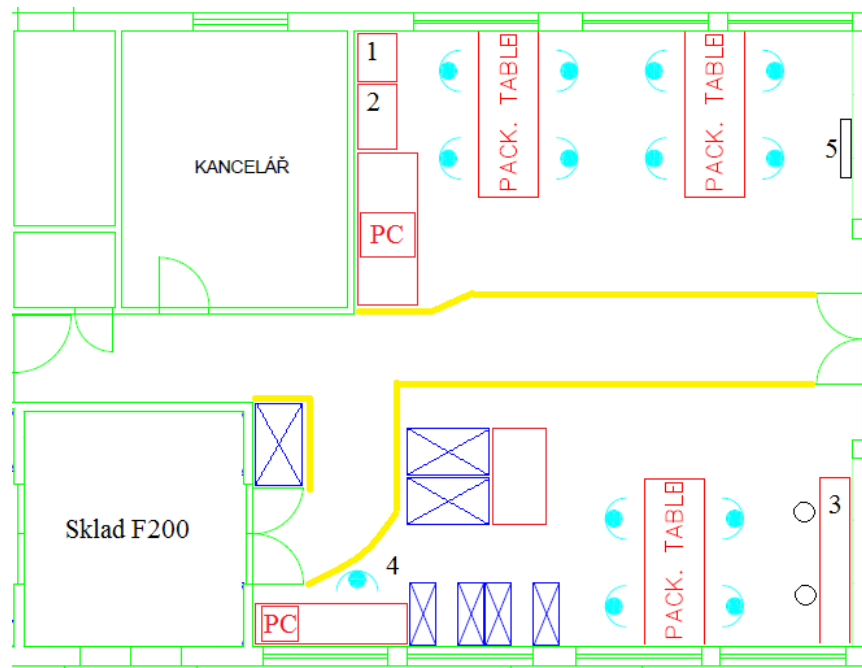 1
2
KANCELÁŘ
PACK. TABLE
PACK. TABLE
5
PC
Sklad F200
PACK. TABLE
3
4
PC